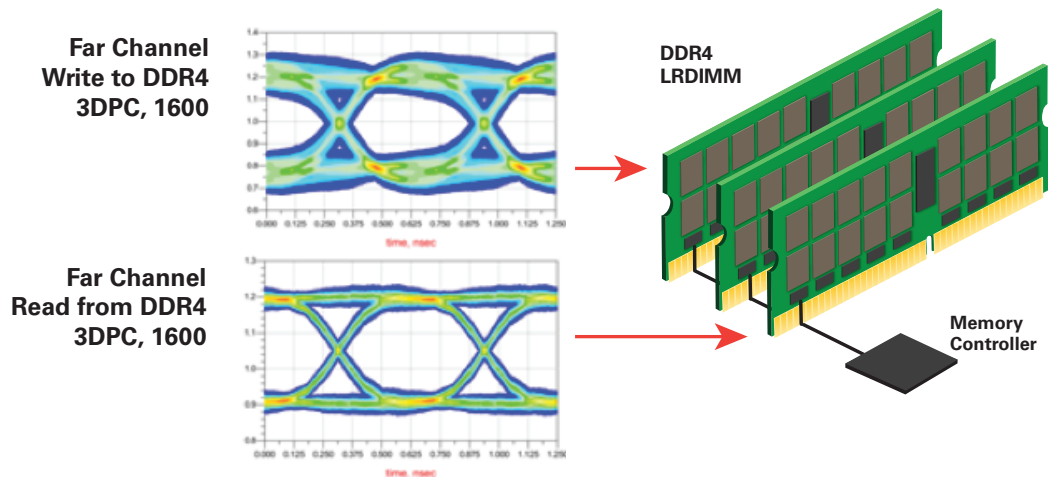 Far Channel
Write to DDR4
3DPC, 1600
1.4
1.3
1.2
1.1
1.0
0.9
0.8
0.7
0.6
0.000 0.125 0.250 0.375 0.500 0.625 0.750 0.875 1.000 1.125 1.250
time, nsec
Far Channel
Read from DDR4
3DPC, 1600
1.3
1.2
1.1
1.0
0.9
0.8
0.000 0.125 0.250 0.375 0.500 0.625 0.750 0.875 1.000 1.125 1.250
time, nsec
DDR4
LRDIMM
Memory
Controller